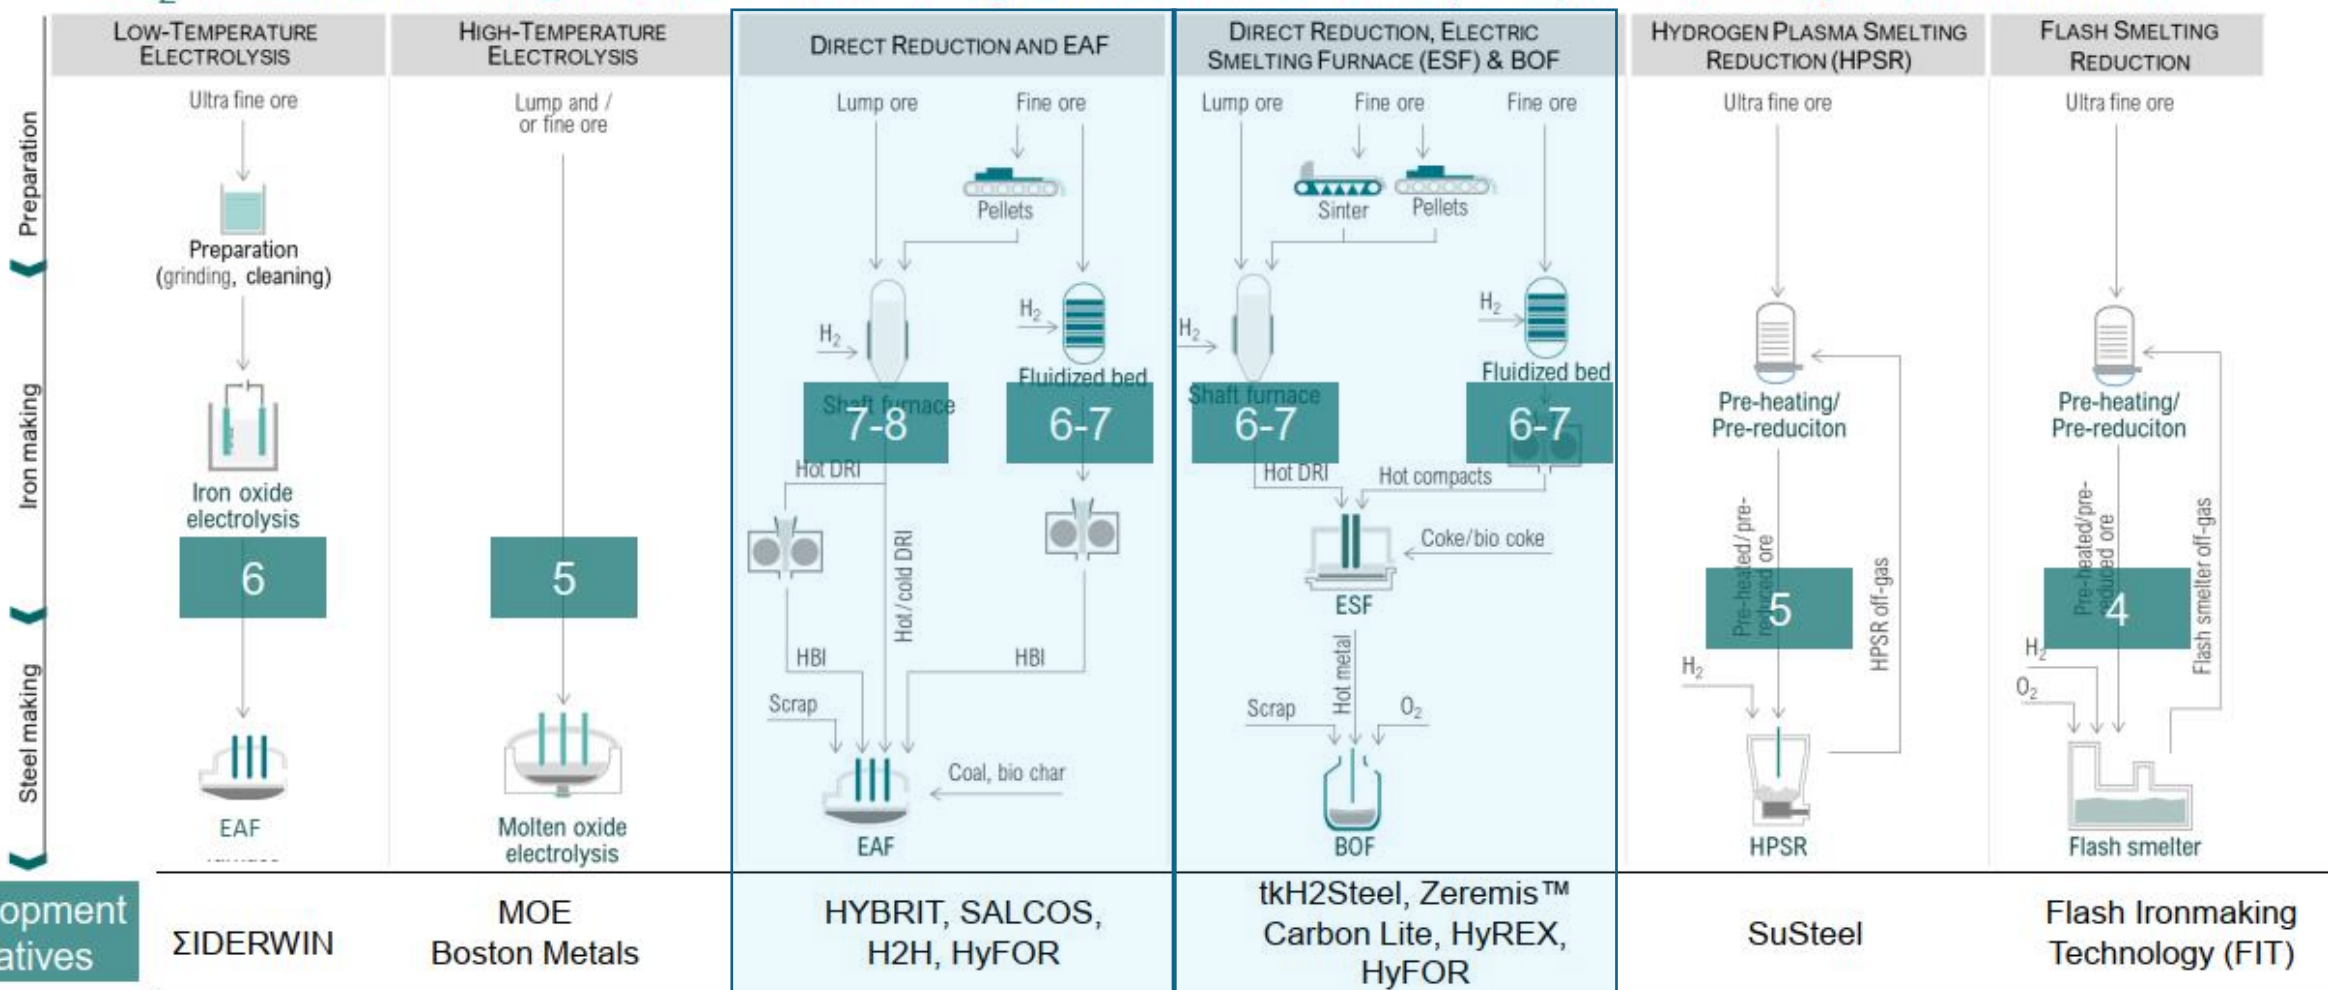 2
LOW-TEMPERATURE
ELECTROLYSIS
HIGH-TEMPERATURE
ELECTROLYSIS
DIRECT REDUCTION AND EAF
DIRECT REDUCTION, ELECTRIC
SMELTING FURNACE (ESF) & BOF
HYDROGEN PLASMA SMELTING
REDUCTION (HPSR)
FLASH SMELTING
REDUCTION
Preparation
Iron making
Steel making
Ultra fine ore
Preparation
(grinding, cleaning)
Iron oxide
electrolysis
6
EAF
Lump and /
or fine ore
5
Molten oxide
electrolysis
Lump ore
Fine ore
Pellets
H₂
H₂
Shaft furnace
Fluidized bed
7-8
6-7
Hot DRI
Hot/cold DRI
HBI
HBI
Scrap
Coal, bio char
EAF
Lump ore
Fine ore
Fine ore
Sinter
Pellets
H₂
H₂
Shaft furnace
Fluidized bed
6-7
6-7
Hot DRI
Hot compacts
Coke/bio coke
ESF
Hot metal
Scrap
O₂
BOF
Ultra fine ore
Pre-heating/
Pre-reduciton
Pre-heated/pre-
reduced ore
5
HPSR off-gas
H₂
HPSR
Ultra fine ore
Pre-heating/
Pre-reduciton
Pre-heated/pre-
reduced ore
4
Flash smelter off-gas
H₂
O₂
Flash smelter
opment
atives
ΣIDERWIN
MOE
Boston Metals
HYBRIT, SALCOS,
H2H, HyFOR
tkH2Steel, Zeremis™
Carbon Lite, HyREX,
HyFOR
SuSteel
Flash Ironmaking
Technology (FIT)